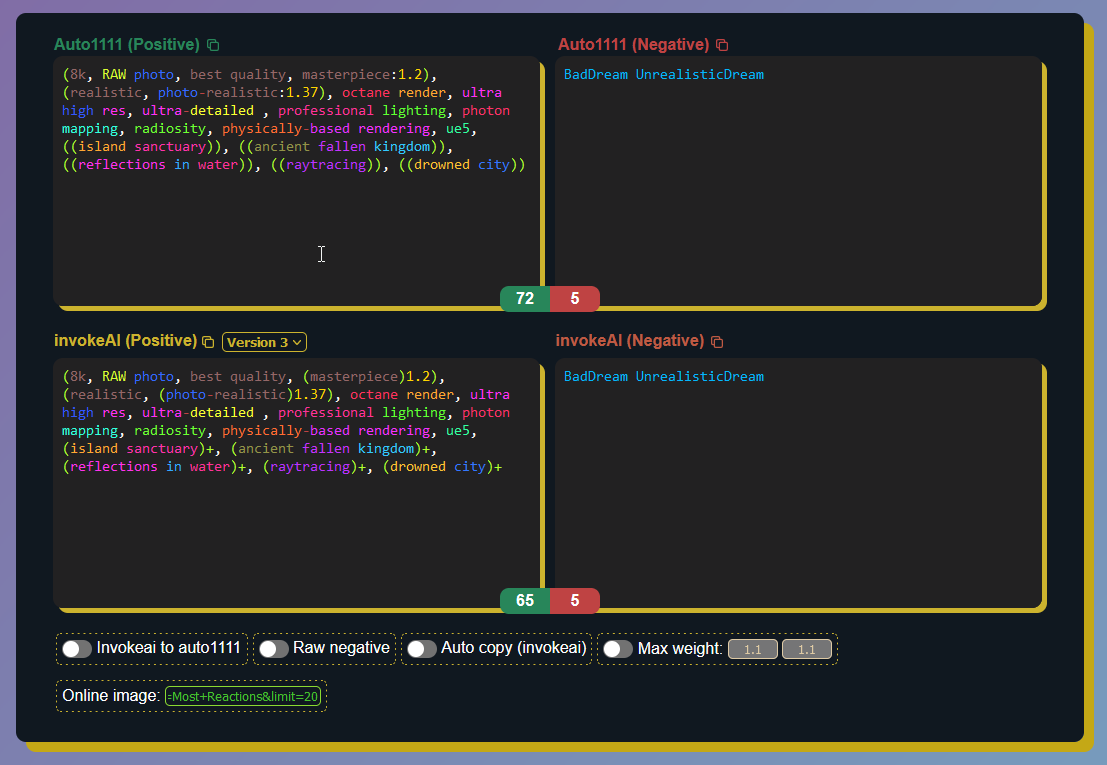 Auto1111 (Positive)
Auto1111 (Negative)
(8k, RAW photo, best quality, masterpiece:1.2),
(realistic, photo-realistic:1.37), octane render, ultra
high res, ultra-detailed , professional lighting, photon
mapping, radiosity, physically-based rendering, ue5,
((island sanctuary)), ((ancient fallen kingdom)),
((reflections in water)), ((raytracing)), ((drowned city))
BadDream UnrealisticDream
72 5
invokeAI (Positive) Version 3
invokeAI (Negative)
(8k, RAW photo, best quality, (masterpiece)1.2),
(realistic, (photo-realistic)1.37), octane render, ultra
high res, ultra-detailed , professional lighting, photon
mapping, radiosity, physically-based rendering, ue5,
(island sanctuary)+, (ancient fallen kingdom)+,
(reflections in water)+, (raytracing)+, (drowned city)+
BadDream UnrealisticDream
65 5
Invokeai to auto1111 Raw negative Auto copy (invokeai) Max weight: 1.1 1.1
Online image: =Most+Reactions&limit=20